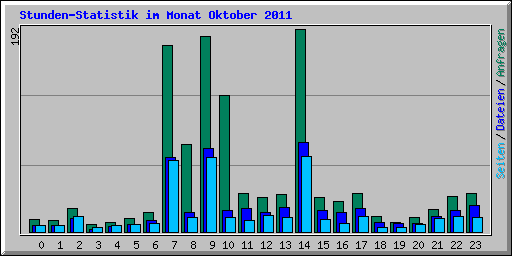 Stunden-Statistik im Monat Oktober 2011
192
Seiten / Dateien / Anfragen
0 1 2 3 4 5 6 7 8 9 10 11 12 13 14 15 16 17 18 19 20 21 22 23